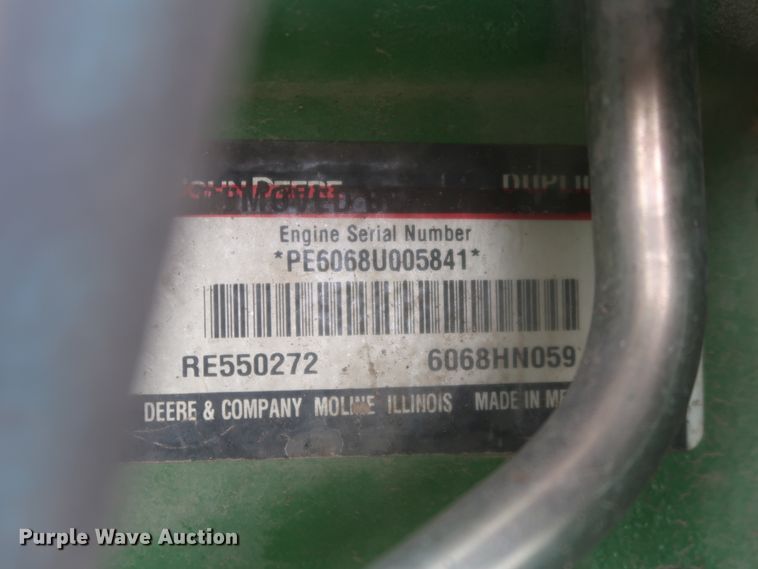 JOHN DEERE DUPLIC
Engine Serial Number
*PE6068U005841*
RE550272 6068HN059
DEERE & COMPANY MOLINE ILLINOIS MADE IN ME
Purple Wave Auction